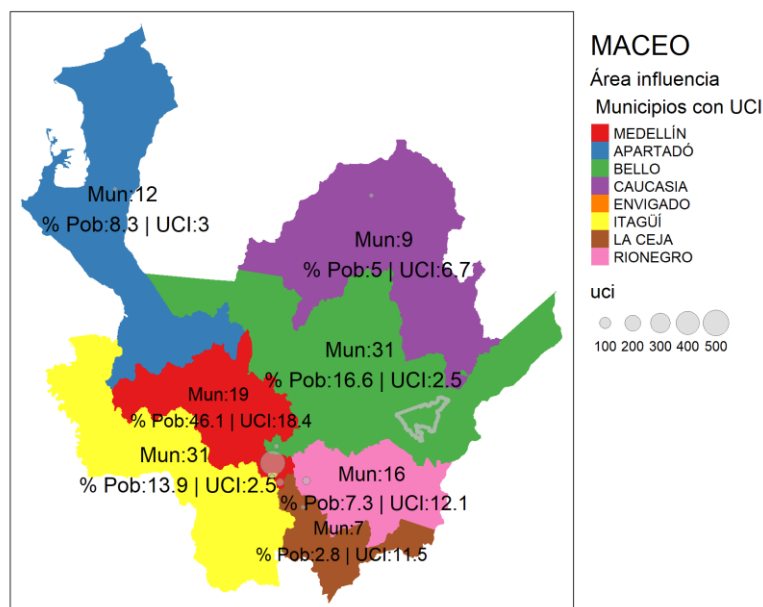 MACEO
Área influencia
Municipios con UCI
MEDELLÍN
APARTADÓ
BELLO
CAUCASIA
ENVIGADO
ITAGÜÍ
LA CEJA
RIONEGRO
uci
100 200 300 400 500
Mun:12
% Pob:8.3 | UCI:3
Mun:9
% Pob:5 | UCI:6.7
Mun:31
% Pob:16.6 | UCI:2.5
Mun:19
% Pob:46.1 | UCI:18.4
Mun:31
% Pob:13.9 | UCI:2.5
Mun:16
% Pob:7.3 | UCI:12.1
Mun:7
% Pob:2.8 | UCI:11.5